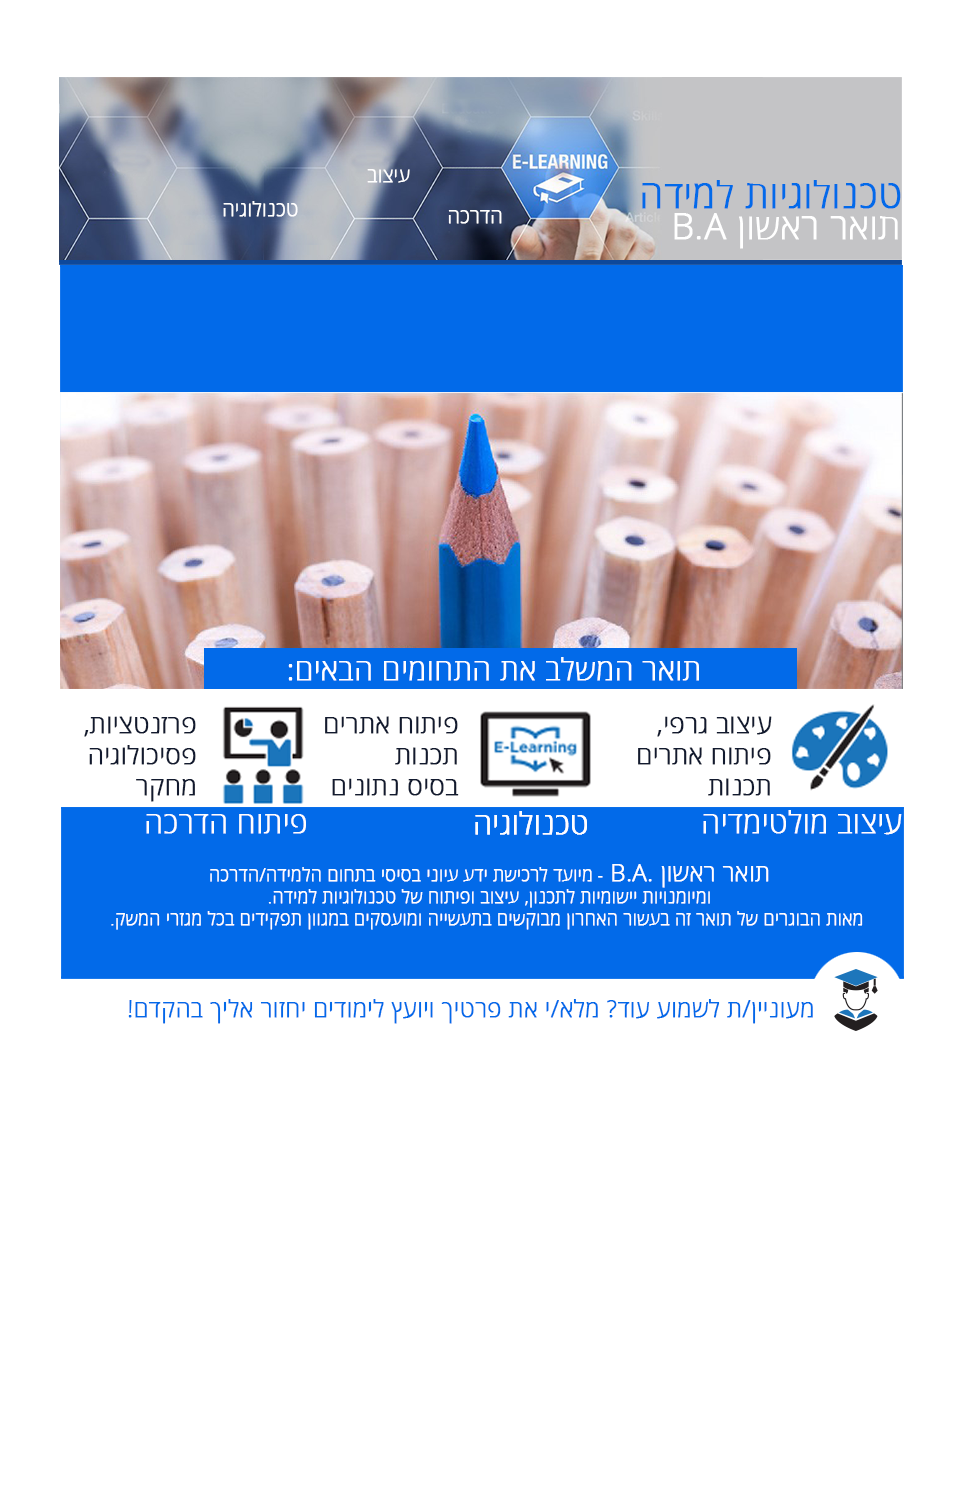 Skill
E-LEARNING
עיצוב
טכנולוגיה
הדרכה
Article
טכנולוגיות למידה
תואר ראשון B.A
תואר המשלב את התחומים הבאים:
עיצוב גרפי,
פיתוח אתרים
תכנות
עיצוב מולטימדיה
E-Learning
פיתוח אתרים
תכנות
בסיס נתונים
טכנולוגיה
פרזנטציות,
פסיכולוגיה
מחקר
פיתוח הדרכה
תואר ראשון B.A. - מיועד לרכישת ידע עיוני בסיסי בתחום הלמידה/הדרכה
ומיומנויות יישומיות לתכנון, עיצוב ופיתוח של טכנולוגיות למידה.
מאות הבוגרים של תואר זה בעשור האחרון מבוקשים בתעשייה ומועסקים במגוון תפקידים בכל מגזרי המשק.
מעוניין/ת לשמוע עוד? מלא/י את פרטיך ויועץ לימודים יחזור אליך בהקדם!